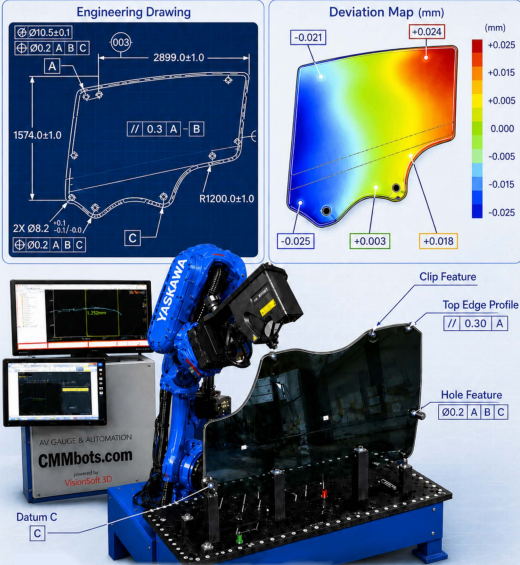 Engineering Drawing
Ø10.5±0.1
Ø0.2 A B C
003
2899.0±1.0
A
1574.0±1.0
// 0.3 A – B
R1200.0±1.0
2X Ø8.2 +0.1
-0.1/-0.0
Ø0.2 A B C
C
Deviation Map (mm)
-0.021
+0.024
-0.025
+0.003
+0.018
(mm)
+0.025
+0.015
+0.005
0.000
-0.005
-0.015
-0.025
0.025
YASKAWA
1.252mm
AV GAUGE & AUTOMATION
CMMbots.com
powered by
VisionSoft 3D
Clip Feature
Top Edge Profile
// 0.30 A
Hole Feature
Ø0.2 A B C
Datum C
C